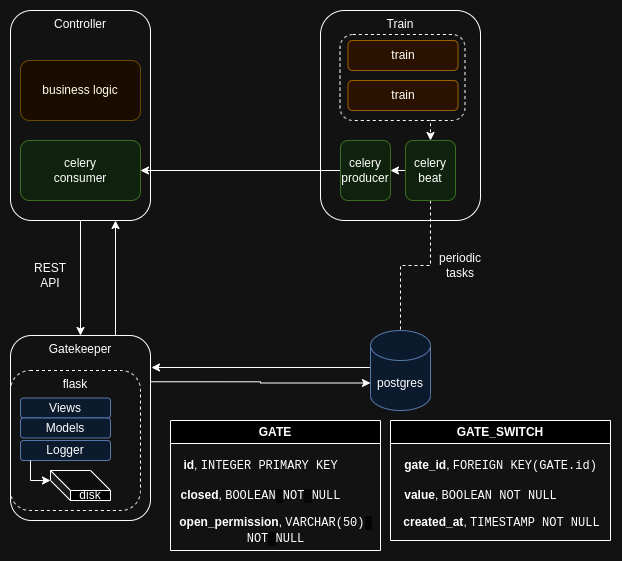 Controller
business logic
celery
consumer
Train
train
train
celery
producer
celery
beat
REST
API
periodic
tasks
Gatekeeper
flask
Views
Models
Logger
disk
postgres
GATE
id, INTEGER PRIMARY KEY
closed, BOOLEAN NOT NULL
open_permission, VARCHAR(50)
NOT NULL
GATE_SWITCH
gate_id, FOREIGN KEY(GATE.id)
value, BOOLEAN NOT NULL
created_at, TIMESTAMP NOT NULL